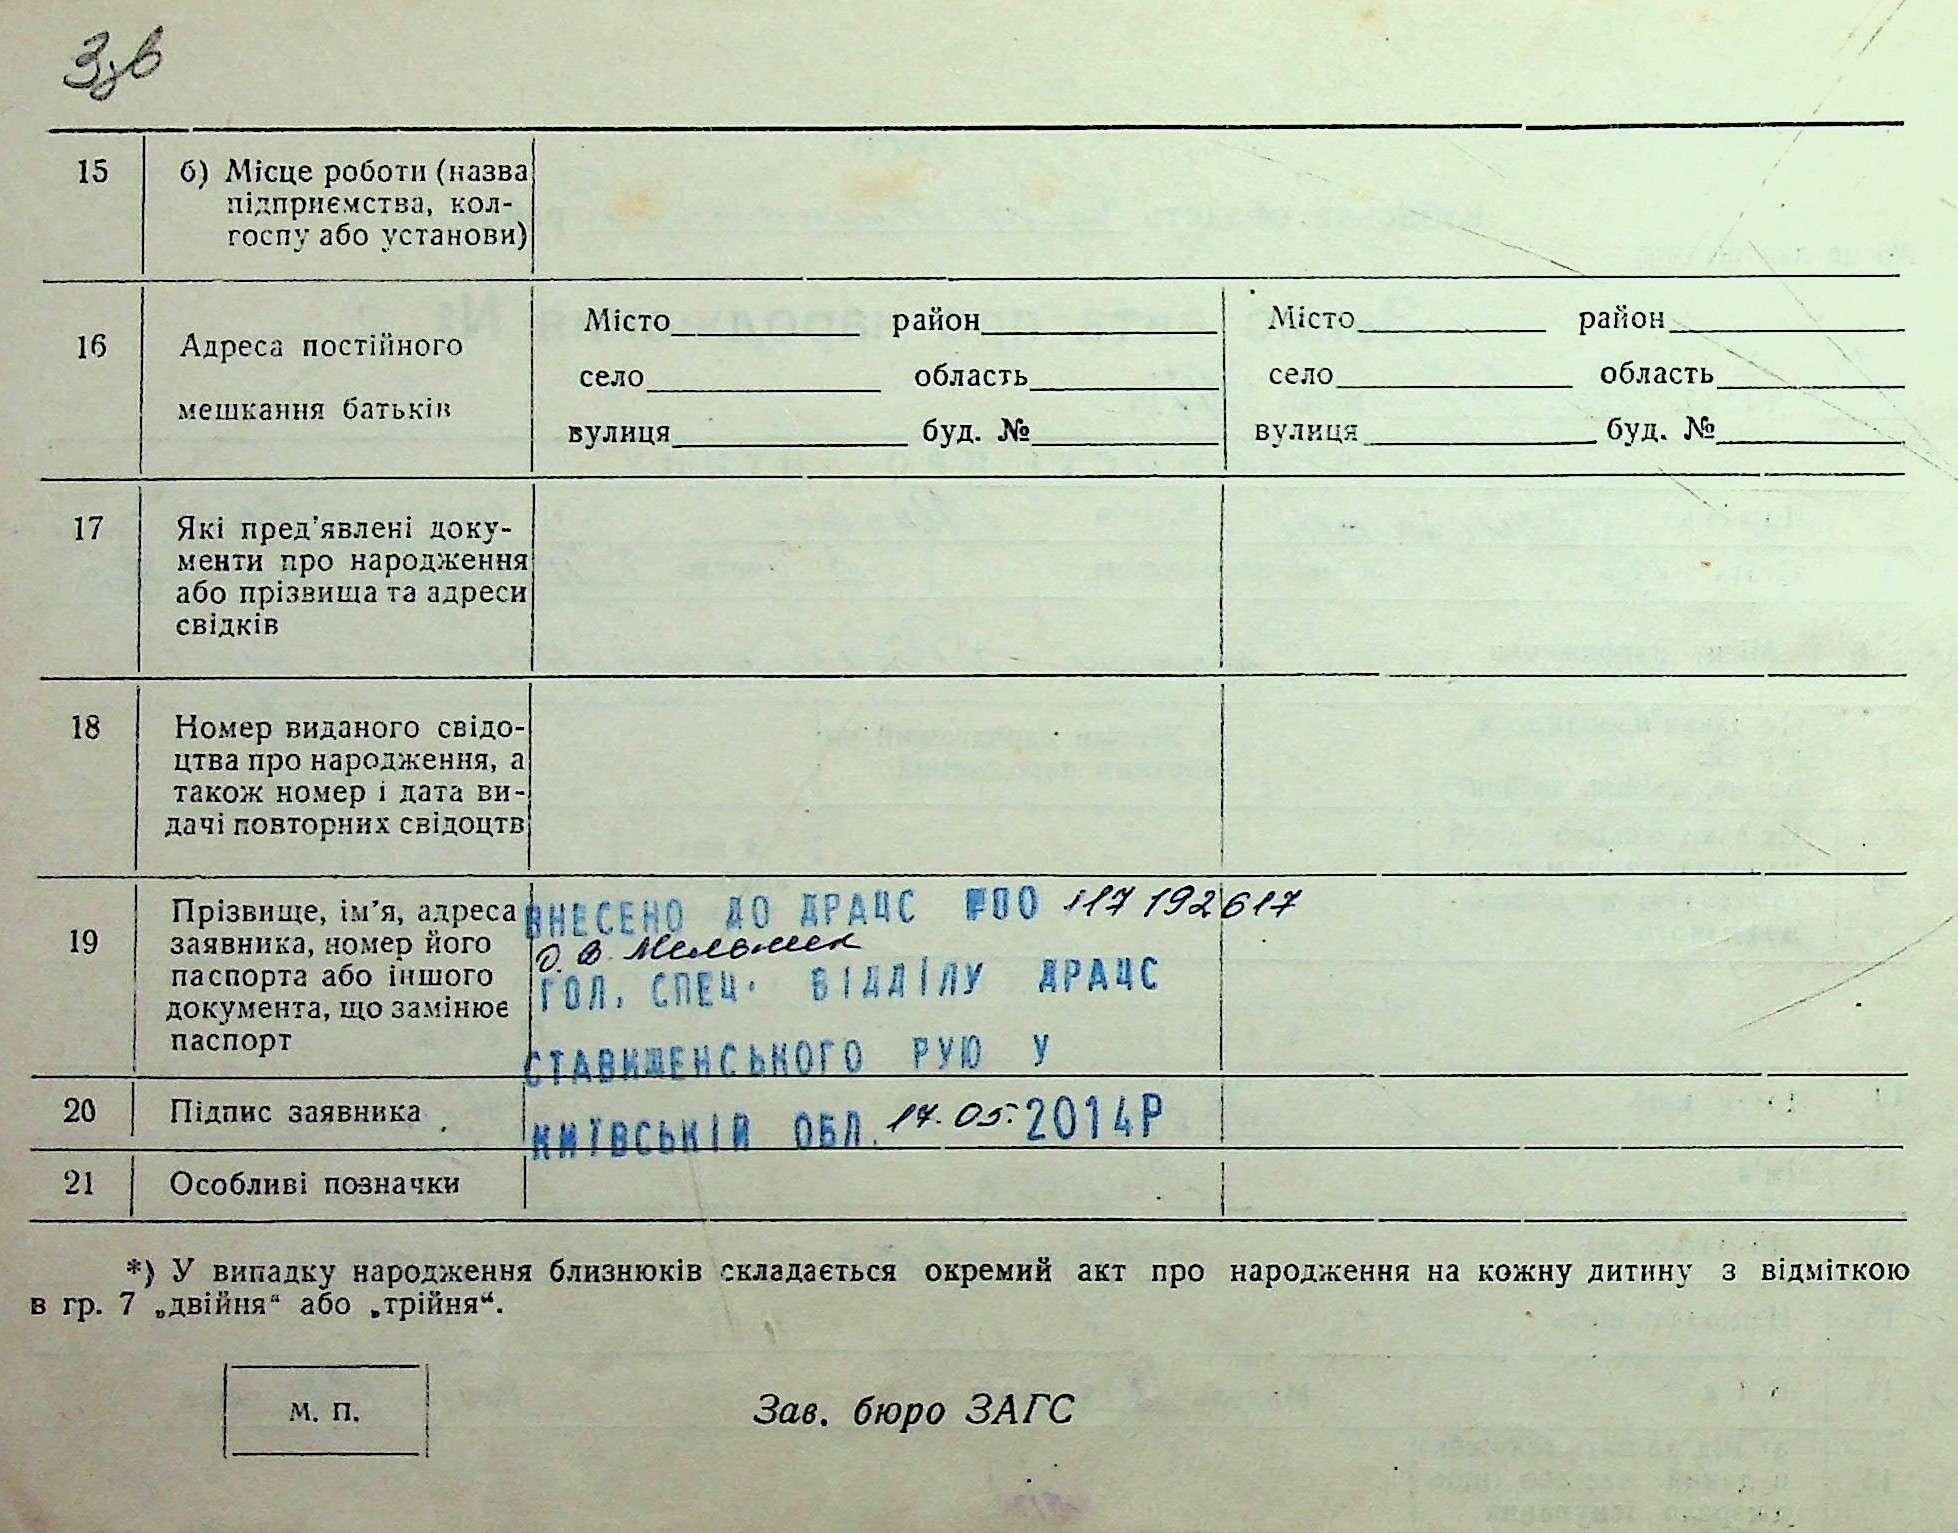 Зув
15
б) Місце роботи (назва
підприємства, кол-
госпу або установи)
16
Адреса постійного
мешкання батьків
Місто район
село область
вулиця буд. №
Місто район
село область
вулиця буд. №
17
Які пред'явлені доку-
менти про народження
або прізвища та адреси
свідків
18
Номер виданого свідо-
цтва про народження, а
також номер і дата ви-
дачі повторних свідоцтв
19
Прізвище, ім'я, адреса
заявника, номер його
паспорта або іншого
документа, що замінює
паспорт
ВНЕСЕНО ДО ДРАЦС РПО 117192617
О. В. Мельник
ГОЛ. СПЕЦ. ВІДДІЛУ ДРАЦС
СТАВИЩЕНСЬКОГО РУЮ У
КИЇВСЬКІЙ ОБЛ. 17.05.2014Р
20
Підпис заявника
21
Особливі позначки
*) У випадку народження близнюків складається окремий акт про народження на кожну дитину з відміткою
в гр. 7 „двійня“ або „трійня“.
М. П.
Зав. бюро ЗАГС